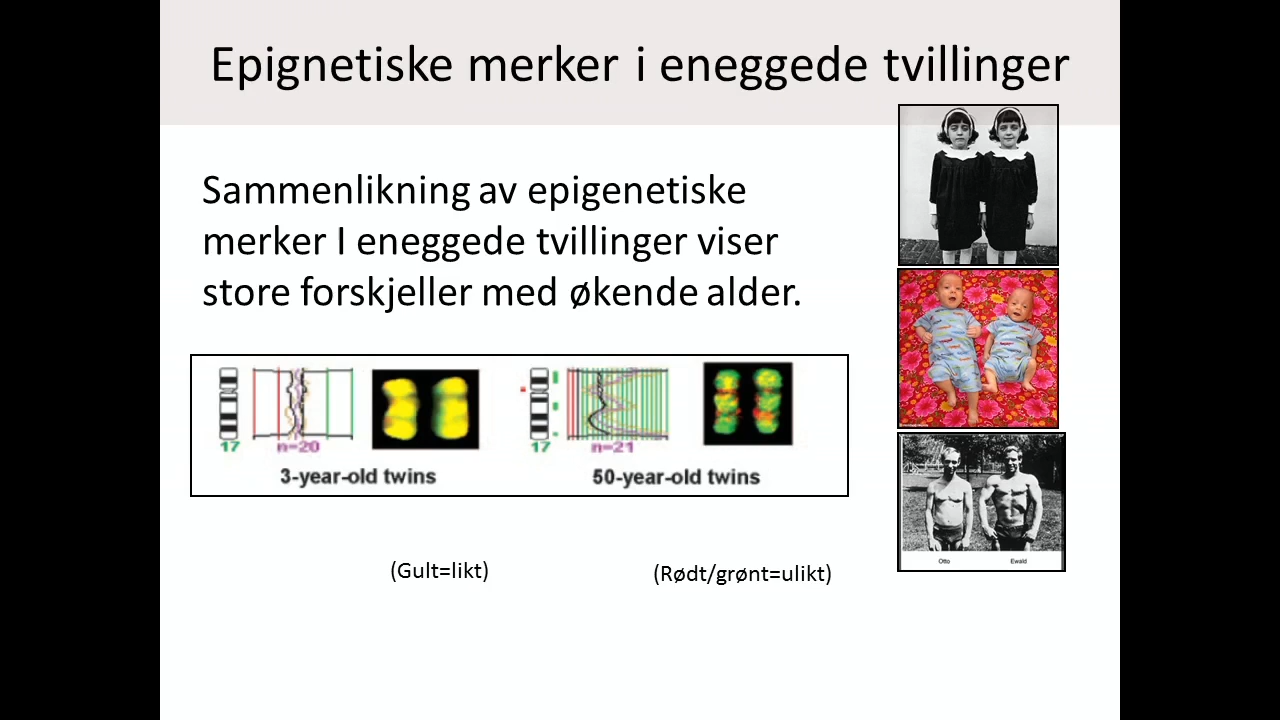 Epignetiske merker i eneggede tvillinger
Sammenlikning av epigenetiske
merker I eneggede tvillinger viser
store forskjeller med økende alder.
17 n=20 17 n=21
3-year-old twins 50-year-old twins
(Gult=likt) (Rødt/grønt=ulikt)
Otto Ewald